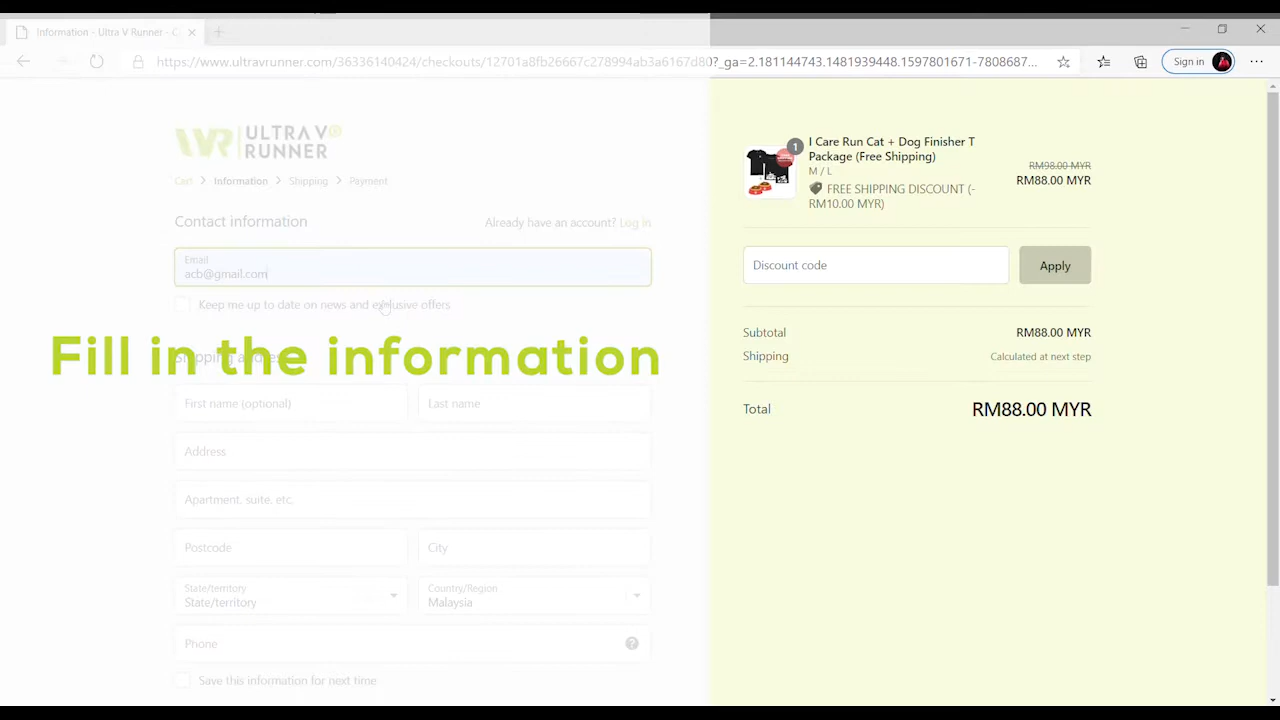 Information - Ultra V Runner - C
https://www.ultravrunner.com/36336140424/checkouts/
?_ga=2.181144743.1481939448.1597801671-7808687...
Sign in
ULTRA V
RUNNER
Cart > Information > Shipping > Payment
Contact information
Already have an account? Log in
Email
acb@gmail.com
Keep me up to date on news and exclusive offers
Fill in the information
Shipping address
First name (optional)
Last name
Address
Apartment, suite, etc.
Postcode
City
State/territory
State/territory
Country/Region
Malaysia
Phone
?
Save this information for next time
1
I Care Run Cat + Dog Finisher T
Package (Free Shipping)
M / L
RM98.00 MYR
RM88.00 MYR
FREE SHIPPING DISCOUNT (-
RM10.00 MYR)
Discount code
Apply
Subtotal
RM88.00 MYR
Shipping
Calculated at next step
Total
RM88.00 MYR